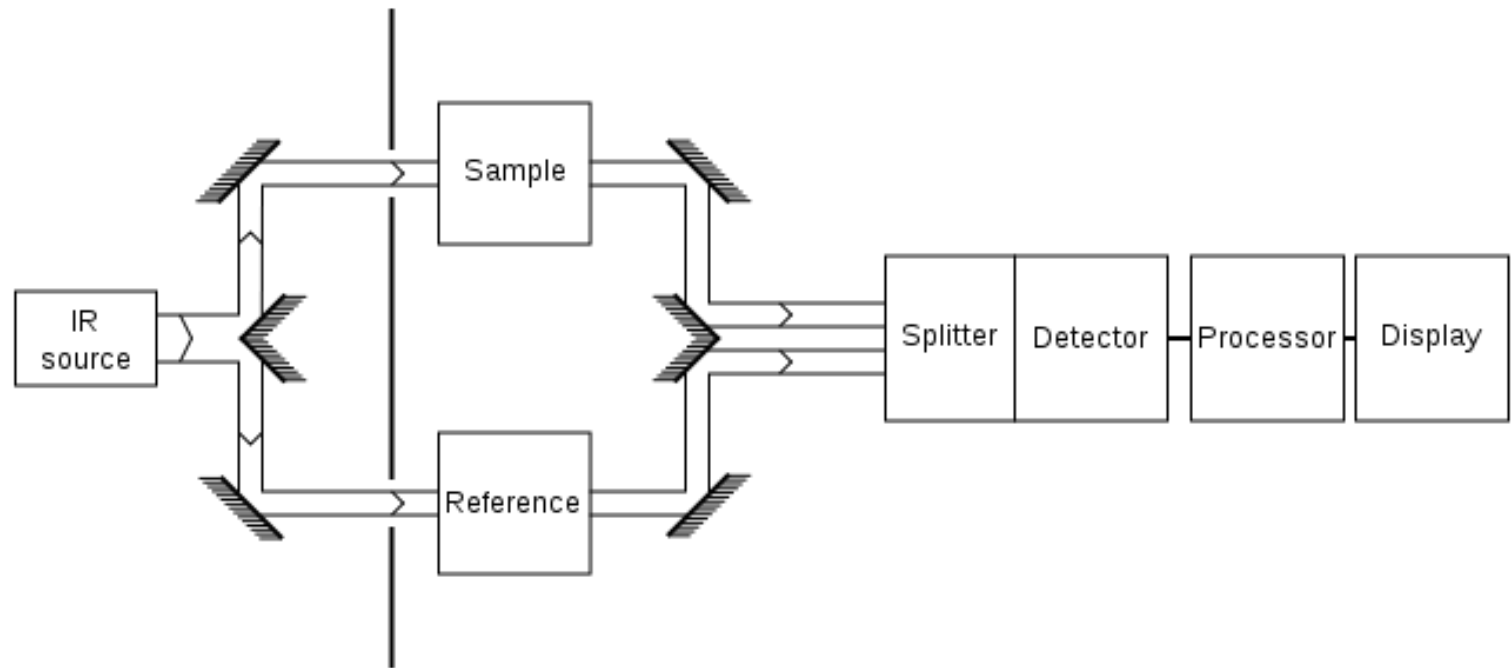 Sample
IR
source
Splitter
Detector
Processor
Display
Reference